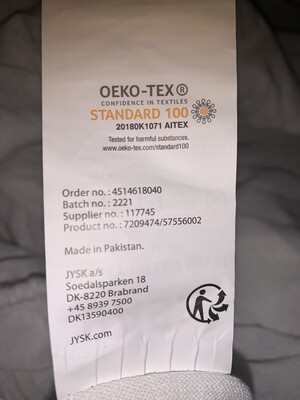 OEKO-TEX®
CONFIDENCE IN TEXTILES
STANDARD 100
20180K1071 AITEX
Tested for harmful substances.
www.oeko-tex.com/standard100
Order no.: 4514618040
Batch no.: 2221
Supplier no.: 117745
Product no.: 7209474/57556002
Made in Pakistan.
JYSK a/s
Soedalsparken 18
DK-8220 Brabrand
+45 8939 7500
DK13590400
JYSK.com